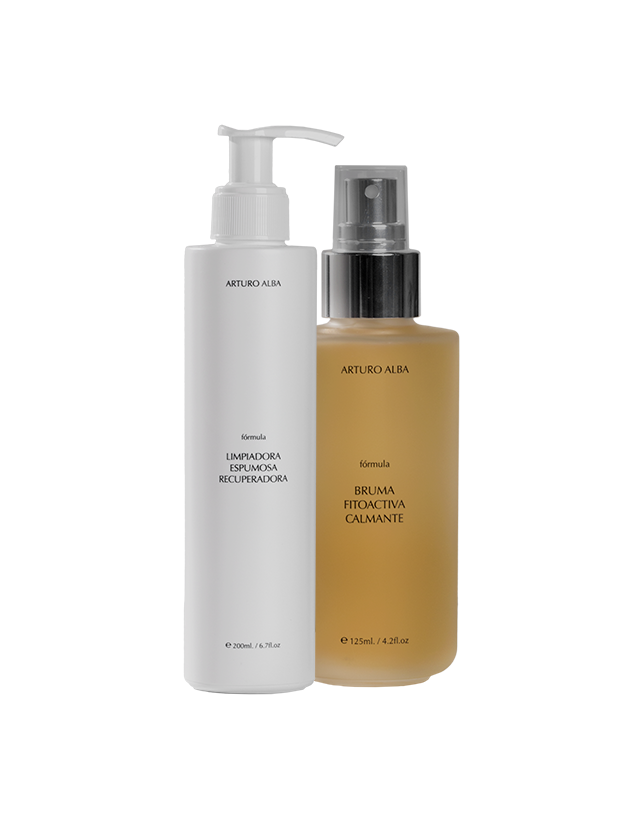 ARTURO ALBA
fórmula
LIMPIADORA
ESPUMOSA
RECUPERADORA
℮ 200ml. / 6.7fl.oz
ARTURO ALBA
fórmula
BRUMA
FITOACTIVA
CALMANTE
℮ 125ml. / 4.2fl.oz